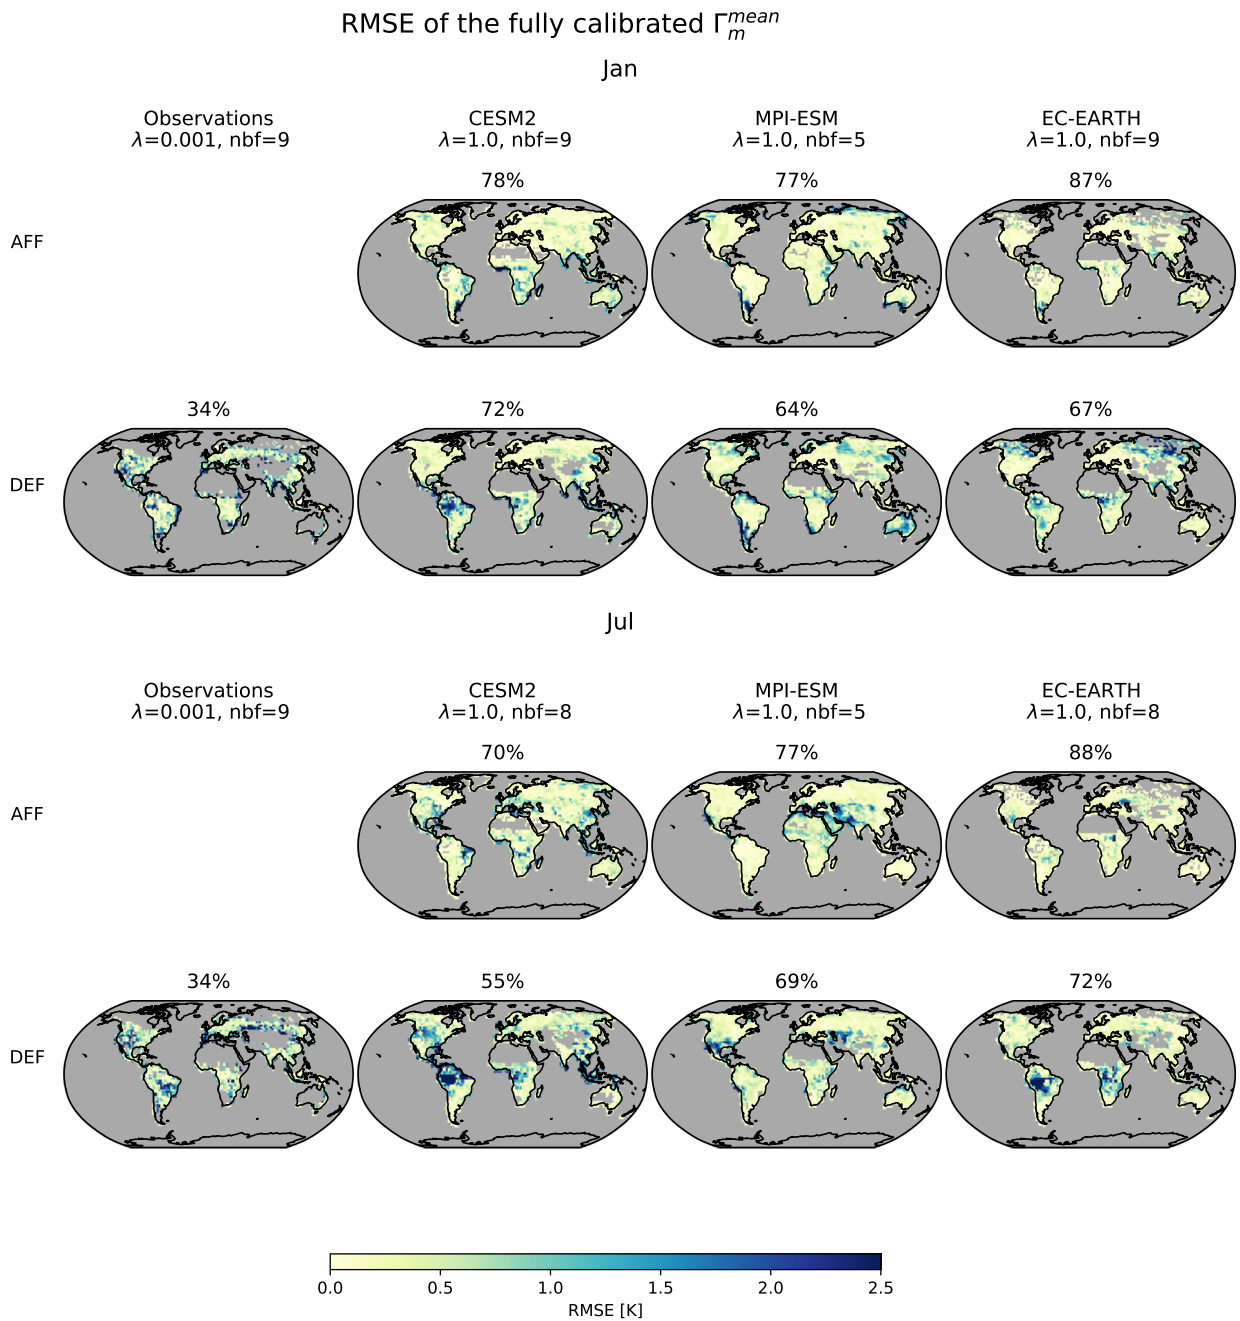 RMSE of the fully calibrated Γ_m^mean
Jan
Observations CESM2 MPI-ESM EC-EARTH
λ=0.001, nbf=9 λ=1.0, nbf=9 λ=1.0, nbf=5 λ=1.0, nbf=9
78% 77% 87%
AFF
34% 72% 64% 67%
DEF
Jul
Observations CESM2 MPI-ESM EC-EARTH
λ=0.001, nbf=9 λ=1.0, nbf=8 λ=1.0, nbf=5 λ=1.0, nbf=8
70% 77% 88%
AFF
34% 55% 69% 72%
DEF
0.0 0.5 1.0 1.5 2.0 2.5
RMSE [K]